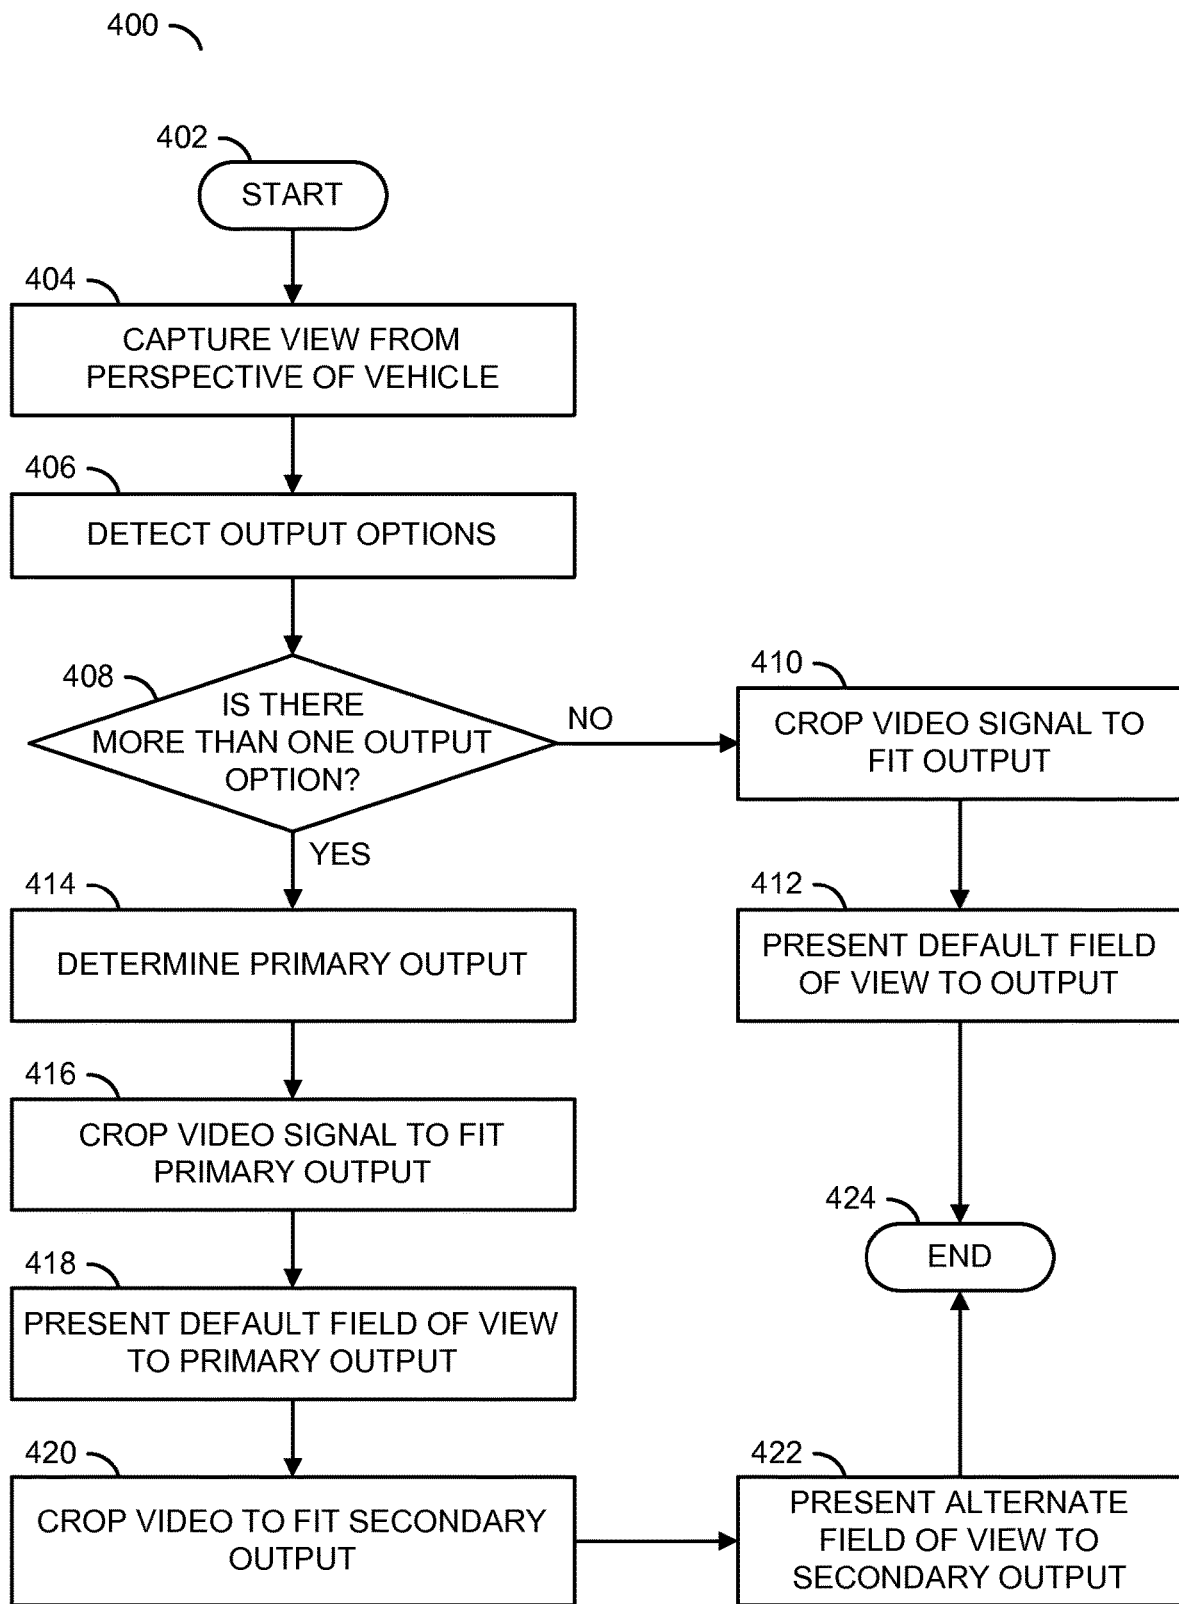 400
402
START
404
CAPTURE VIEW FROM
PERSPECTIVE OF VEHICLE
406
DETECT OUTPUT OPTIONS
408
IS THERE
MORE THAN ONE OUTPUT
OPTION?
NO
YES
410
CROP VIDEO SIGNAL TO
FIT OUTPUT
412
PRESENT DEFAULT FIELD
OF VIEW TO OUTPUT
414
DETERMINE PRIMARY OUTPUT
416
CROP VIDEO SIGNAL TO FIT
PRIMARY OUTPUT
418
PRESENT DEFAULT FIELD OF VIEW
TO PRIMARY OUTPUT
420
CROP VIDEO TO FIT SECONDARY
OUTPUT
422
PRESENT ALTERNATE
FIELD OF VIEW TO
SECONDARY OUTPUT
424
END